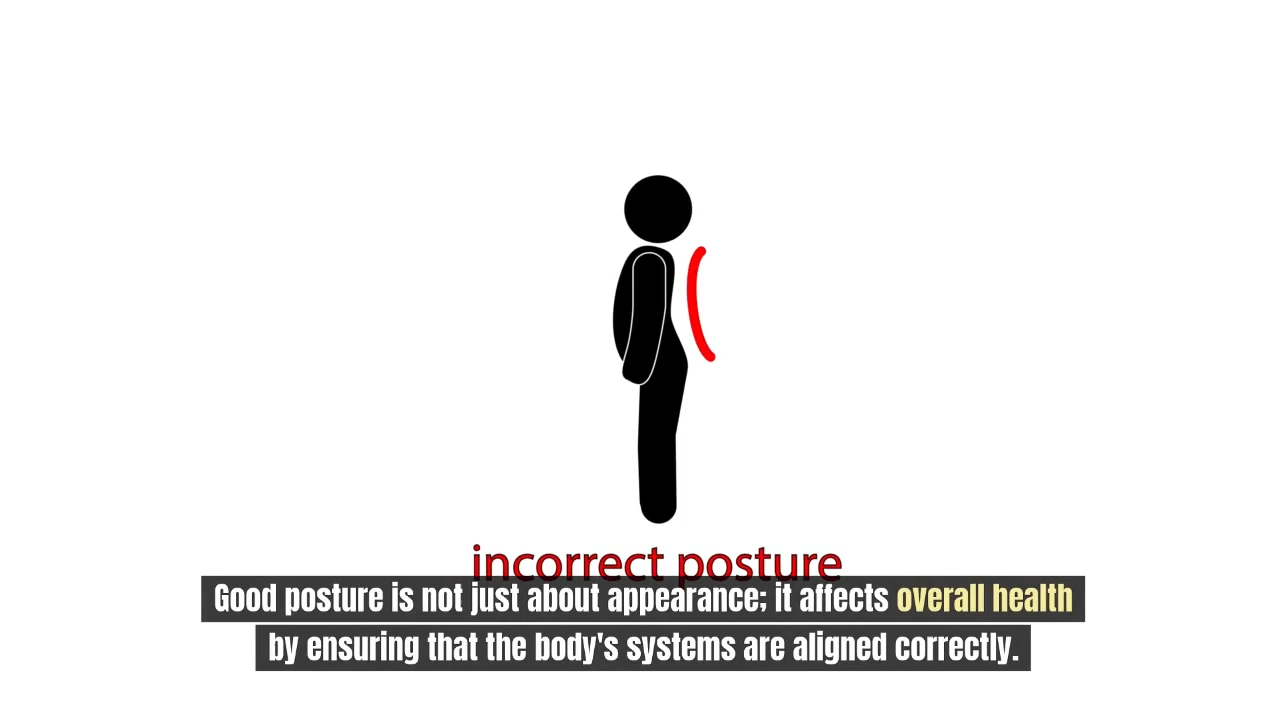 incorrect posture
Good posture is not just about appearance; it affects overall health
by ensuring that the body's systems are aligned correctly.